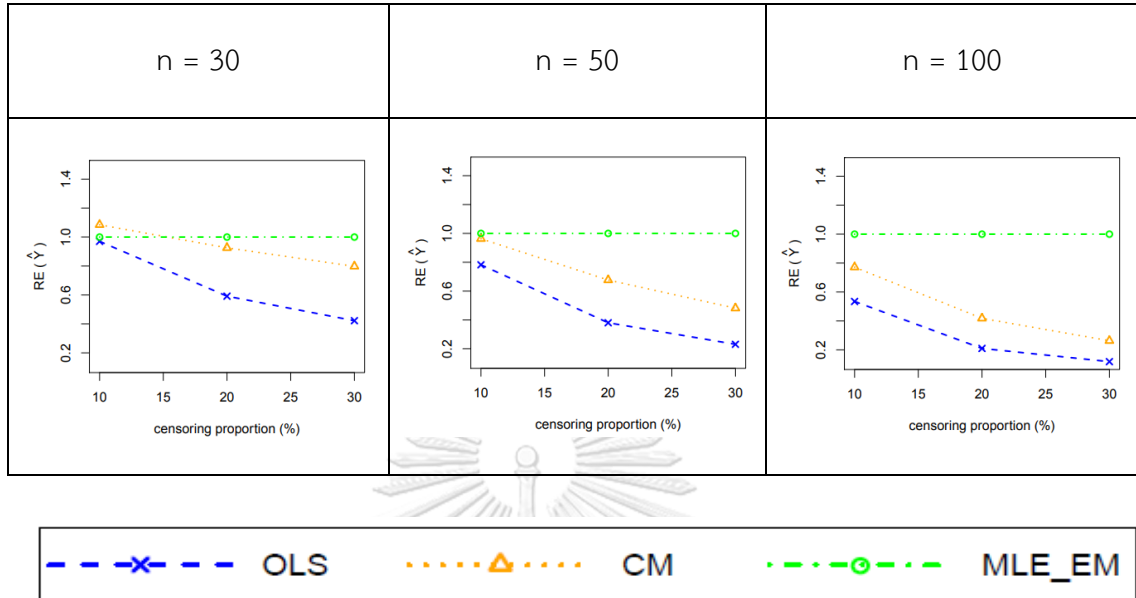 n = 30
n = 50
n = 100
1.4
1.0
0.6
0.2
RE ( Ŷ )
10 15 20 25 30
censoring proportion (%)
1.4
1.0
0.6
0.2
RE ( Ŷ )
10 15 20 25 30
censoring proportion (%)
1.4
1.0
0.6
0.2
RE ( Ŷ )
10 15 20 25 30
censoring proportion (%)
OLS CM MLE_EM